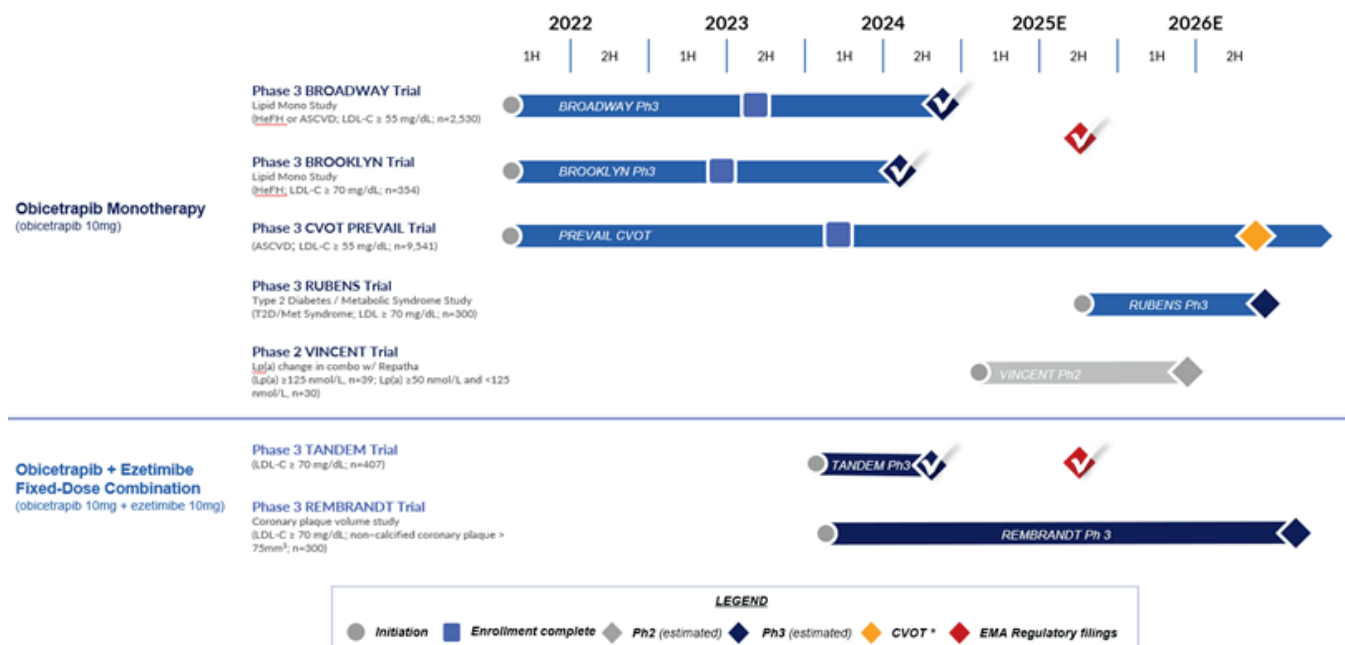 2022 2023 2024 2025E 2026E
1H 2H 1H 2H 1H 2H 1H 2H 1H 2H
Obicetrapib Monotherapy
(obicetrapib 10mg)
Phase 3 BROADWAY Trial
Lipid Mono Study
(HeFH or ASCVD; LDL-C ≥ 55 mg/dL; n=2,530)
BROADWAY Ph3
Phase 3 BROOKLYN Trial
Lipid Mono Study
(HeFH; LDL-C ≥ 70 mg/dL; n=354)
BROOKLYN Ph3
Phase 3 CVOT PREVAIL Trial
(ASCVD; LDL-C ≥ 55 mg/dL; n=9,541)
PREVAIL CVOT
Phase 3 RUBENS Trial
Type 2 Diabetes / Metabolic Syndrome Study
(T2D/Met Syndrome; LDL ≥ 70 mg/dL; n=300)
RUBENS Ph3
Phase 2 VINCENT Trial
Lp(a) change in combo w/ Repatha
(Lp(a) ≥125 nmol/L, n=39; Lp(a) ≥50 nmol/L and <125
nmol/L, n=30)
VINCENT Ph2
Obicetrapib + Ezetimibe
Fixed-Dose Combination
(obicetrapib 10mg + ezetimibe 10mg)
Phase 3 TANDEM Trial
(LDL-C ≥ 70 mg/dL; n=407)
TANDEM Ph3
Phase 3 REMBRANDT Trial
Coronary plaque volume study
(LDL-C ≥ 70 mg/dL; non–calcified coronary plaque >
75mm³; n=300)
REMBRANDT Ph 3
LEGEND
Initiation Enrollment complete Ph2 (estimated) Ph3 (estimated) CVOT * EMA Regulatory filings